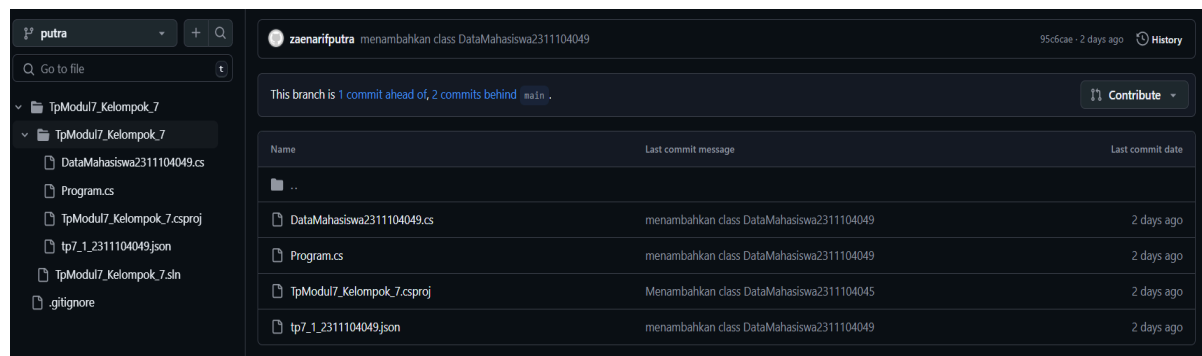 putra
Go to file
t
TpModul7_Kelompok_7
TpModul7_Kelompok_7
DataMahasiswa2311104049.cs
Program.cs
TpModul7_Kelompok_7.csproj
tp7_1_2311104049.json
TpModul7_Kelompok_7.sln
.gitignore
zaenarifputra menambahkan class DataMahasiswa2311104049 95c6cae · 2 days ago History
This branch is 1 commit ahead of, 2 commits behind main . Contribute
Name Last commit message Last commit date
..
DataMahasiswa2311104049.cs menambahkan class DataMahasiswa2311104049 2 days ago
Program.cs menambahkan class DataMahasiswa2311104049 2 days ago
TpModul7_Kelompok_7.csproj Menambahkan class DataMahasiswa2311104045 2 days ago
tp7_1_2311104049.json menambahkan class DataMahasiswa2311104049 2 days ago